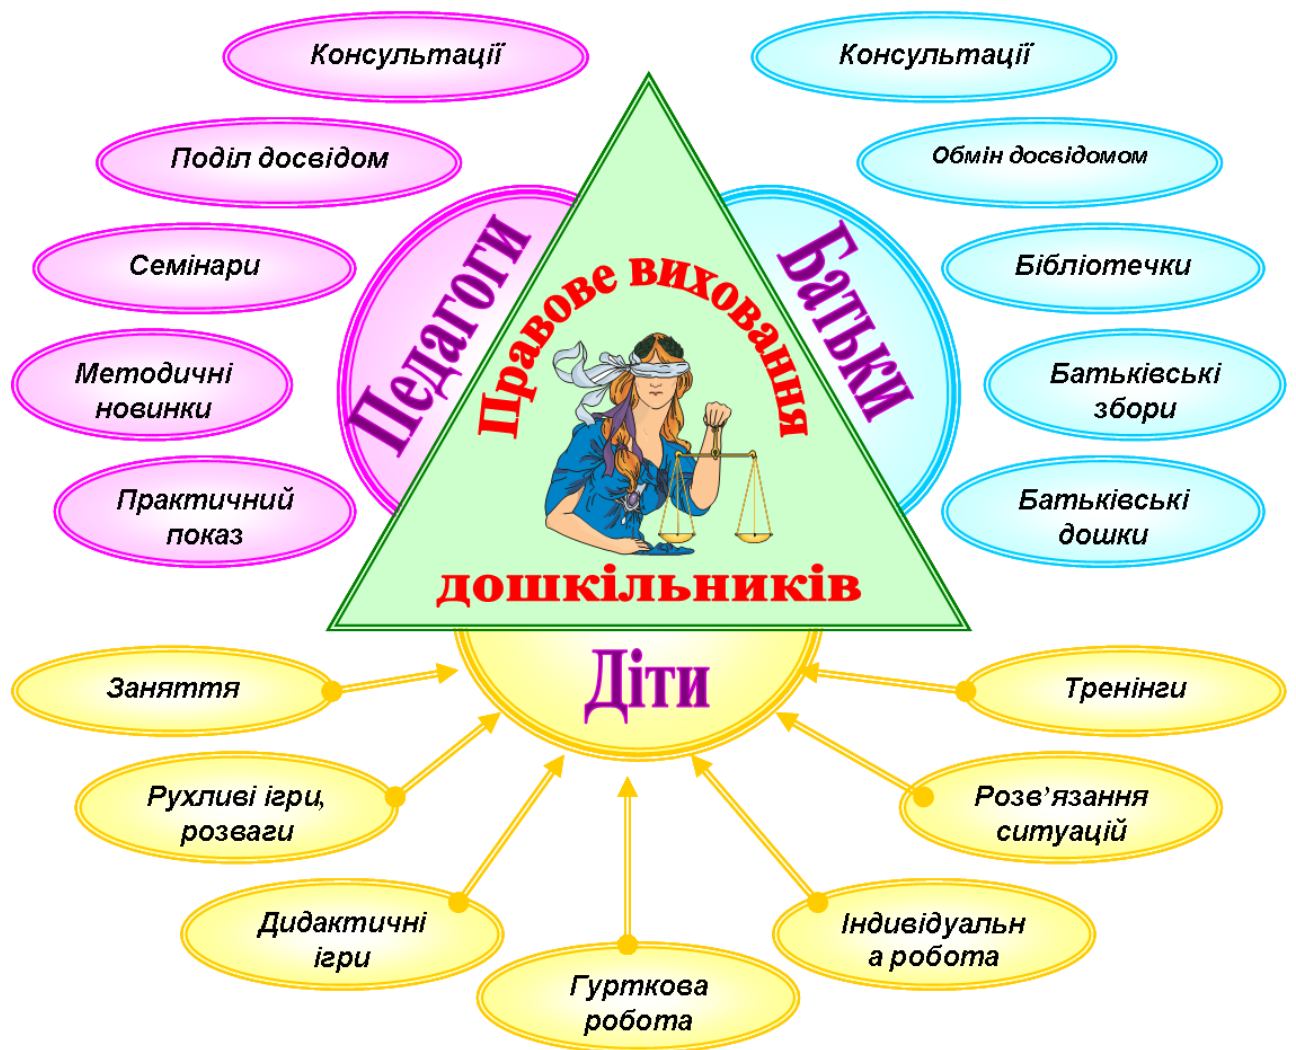 Консультації
Поділ досвідом
Семінари
Методичні
новинки
Практичний
показ
Педагоги
Правове виховання
дошкільників
Батьки
Консультації
Обмін досвідомом
Бібліотечки
Батьківські
збори
Батьківські
дошки
Діти
Заняття
Рухливі ігри,
розваги
Дидактичні
ігри
Гурткова
робота
Індивідуальн
а робота
Розв’язання
ситуацій
Тренінги